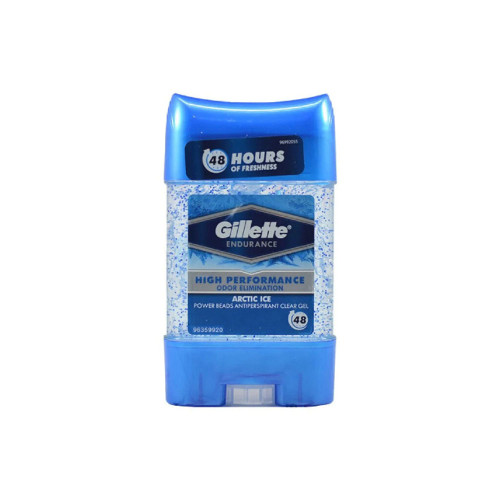 48 HOURS
OF FRESHNESS
Gillette
ENDURANCE
HIGH PERFORMANCE
ODOR ELIMINATION
ARCTIC ICE
POWER BEADS ANTIPERSPIRANT CLEAR GEL
48